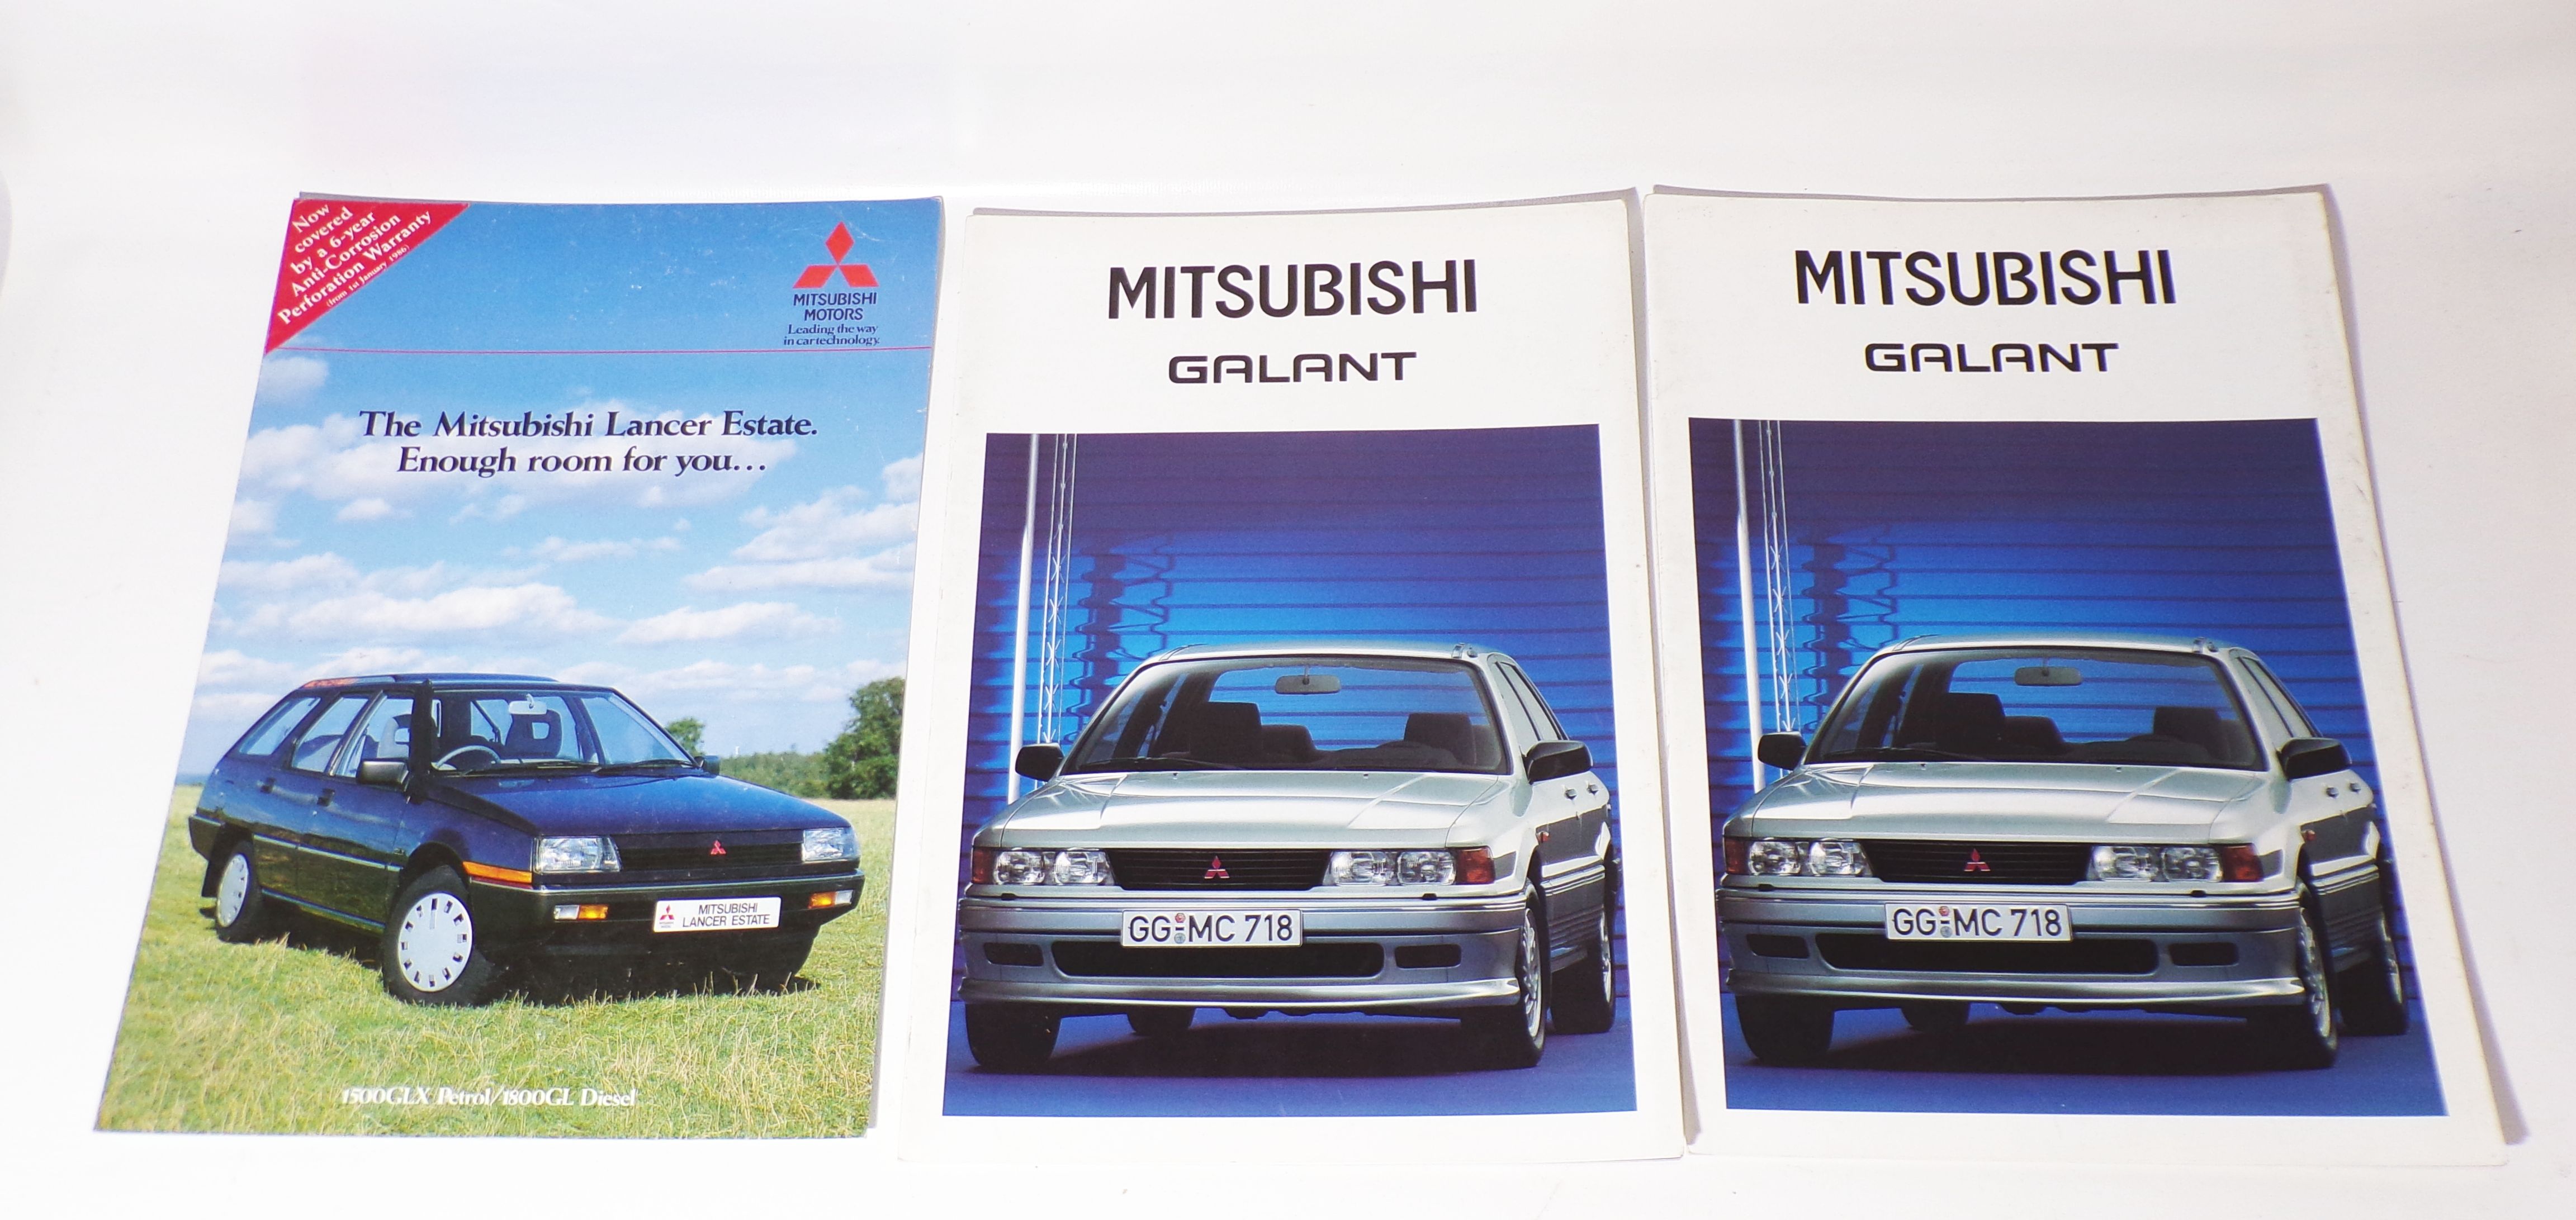 Now
covered
by a 6-year
Anti-Corrosion
Perforation Warranty
(from 1st January 1986)
MITSUBISHI
MOTORS
Leading the way
in car technology.
The Mitsubishi Lancer Estate.
Enough room for you...
MITSUBISHI
LANCER ESTATE
1500GLX Petrol/1800GL Diesel
MITSUBISHI
GALANT
GG MC 718
MITSUBISHI
GALANT
GG MC 718